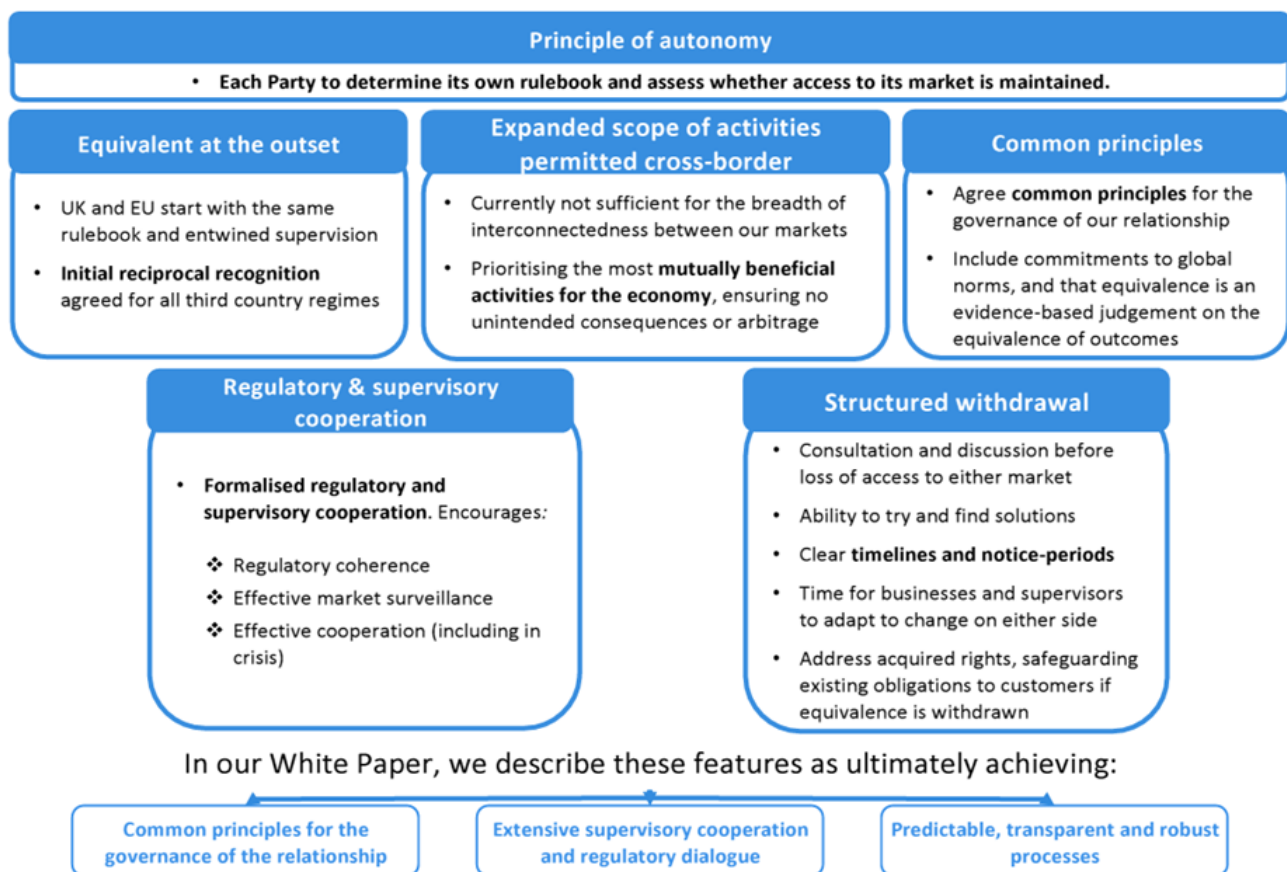 Principle of autonomy
• Each Party to determine its own rulebook and assess whether access to its market is maintained.
Equivalent at the outset
• UK and EU start with the same
rulebook and entwined supervision
• Initial reciprocal recognition
agreed for all third country regimes
Expanded scope of activities
permitted cross-border
• Currently not sufficient for the breadth of
interconnectedness between our markets
• Prioritising the most mutually beneficial
activities for the economy, ensuring no
unintended consequences or arbitrage
Common principles
• Agree common principles for the
governance of our relationship
• Include commitments to global
norms, and that equivalence is an
evidence-based judgement on the
equivalence of outcomes
Regulatory & supervisory
cooperation
• Formalised regulatory and
supervisory cooperation. Encourages:
❖ Regulatory coherence
❖ Effective market surveillance
❖ Effective cooperation (including in
crisis)
Structured withdrawal
• Consultation and discussion before
loss of access to either market
• Ability to try and find solutions
• Clear timelines and notice-periods
• Time for businesses and supervisors
to adapt to change on either side
• Address acquired rights, safeguarding
existing obligations to customers if
equivalence is withdrawn
In our White Paper, we describe these features as ultimately achieving:
Common principles for the
governance of the relationship
Extensive supervisory cooperation
and regulatory dialogue
Predictable, transparent and robust
processes